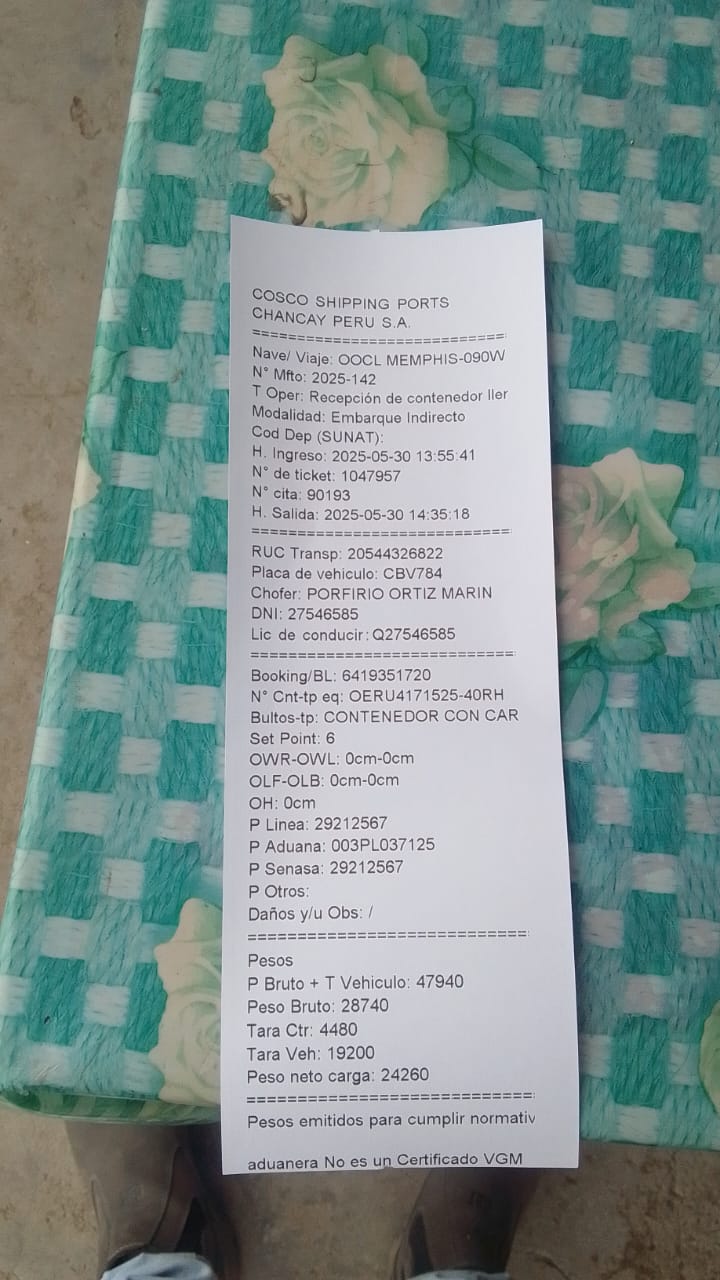 COSCO SHIPPING PORTS
CHANCAY PERU S.A.
==============================
Nave/ Viaje: OOCL MEMPHIS-090W
N° Mfto: 2025-142
T Oper: Recepción de contenedor ller
Modalidad: Embarque Indirecto
Cod Dep (SUNAT):
H. Ingreso: 2025-05-30 13:55:41
N° de ticket: 1047957
N° cita: 90193
H. Salida: 2025-05-30 14:35:18
==============================
RUC Transp: 20544326822
Placa de vehiculo: CBV784
Chofer: PORFIRIO ORTIZ MARIN
DNI: 27546585
Lic de conducir: Q27546585
==============================
Booking/BL: 6419351720
N° Cnt-tp eq: OERU4171525-40RH
Bultos-tp: CONTENEDOR CON CAR
Set Point: 6
OWR-OWL: 0cm-0cm
OLF-OLB: 0cm-0cm
OH: 0cm
P Linea: 29212567
P Aduana: 003PL037125
P Senasa: 29212567
P Otros:
Daños y/u Obs: /
==============================
Pesos
P Bruto + T Vehiculo: 47940
Peso Bruto: 28740
Tara Ctr: 4480
Tara Veh: 19200
Peso neto carga: 24260
==============================
Pesos emitidos para cumplir normativ
aduanera No es un Certificado VGM